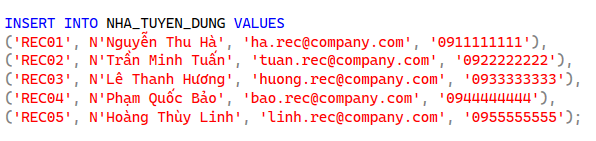 INSERT INTO NHA_TUYEN_DUNG VALUES
('REC01', N'Nguyễn Thu Hà', 'ha.rec@company.com', '0911111111'),
('REC02', N'Trần Minh Tuấn', 'tuan.rec@company.com', '0922222222'),
('REC03', N'Lê Thanh Hương', 'huong.rec@company.com', '0933333333'),
('REC04', N'Phạm Quốc Bảo', 'bao.rec@company.com', '0944444444'),
('REC05', N'Hoàng Thùy Linh', 'linh.rec@company.com', '0955555555');